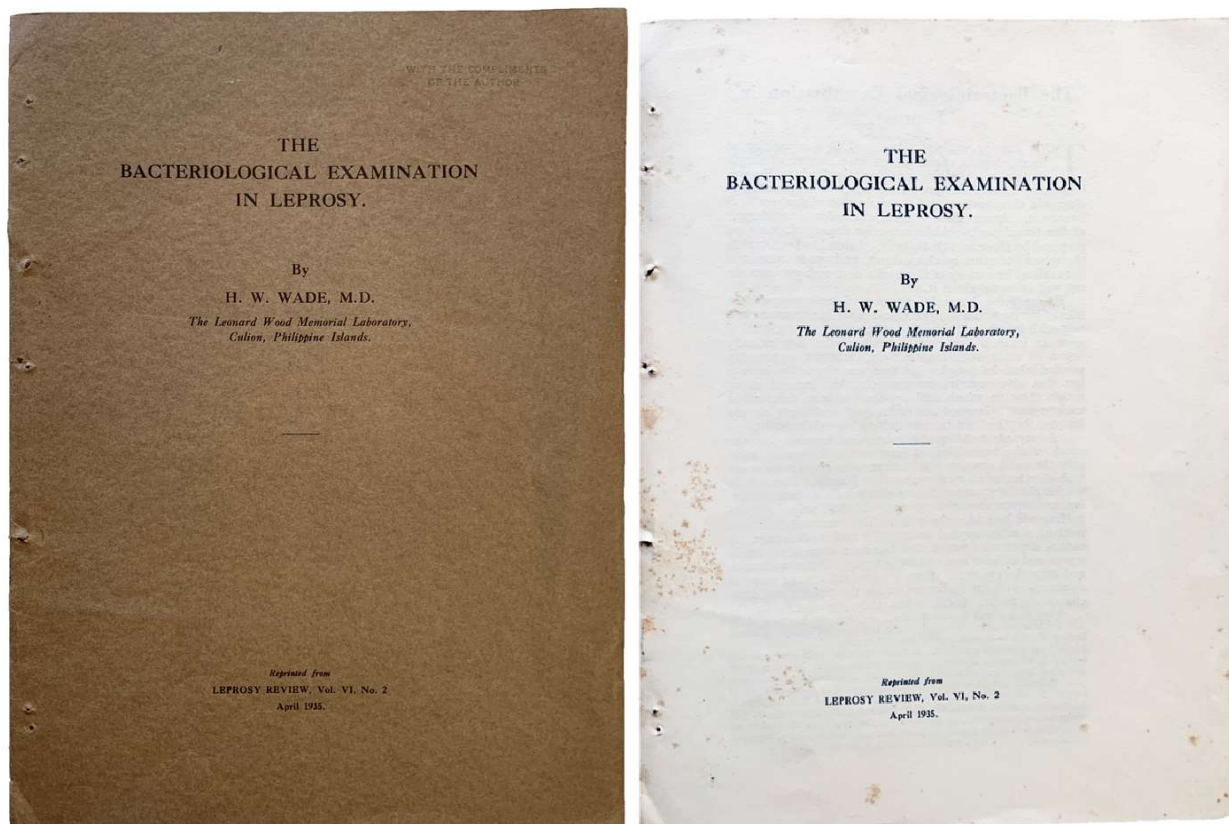 WITH THE COMPLIMENTS
OF THE AUTHOR
THE
BACTERIOLOGICAL EXAMINATION
IN LEPROSY.
By
H. W. WADE, M.D.
The Leonard Wood Memorial Laboratory,
Culion, Philippine Islands.
Reprinted from
LEPROSY REVIEW, Vol. VI, No. 2
April 1935.
THE
BACTERIOLOGICAL EXAMINATION
IN LEPROSY.
By
H. W. WADE, M.D.
The Leonard Wood Memorial Laboratory,
Culion, Philippine Islands.
Reprinted from
LEPROSY REVIEW, Vol. VI, No. 2
April 1935.